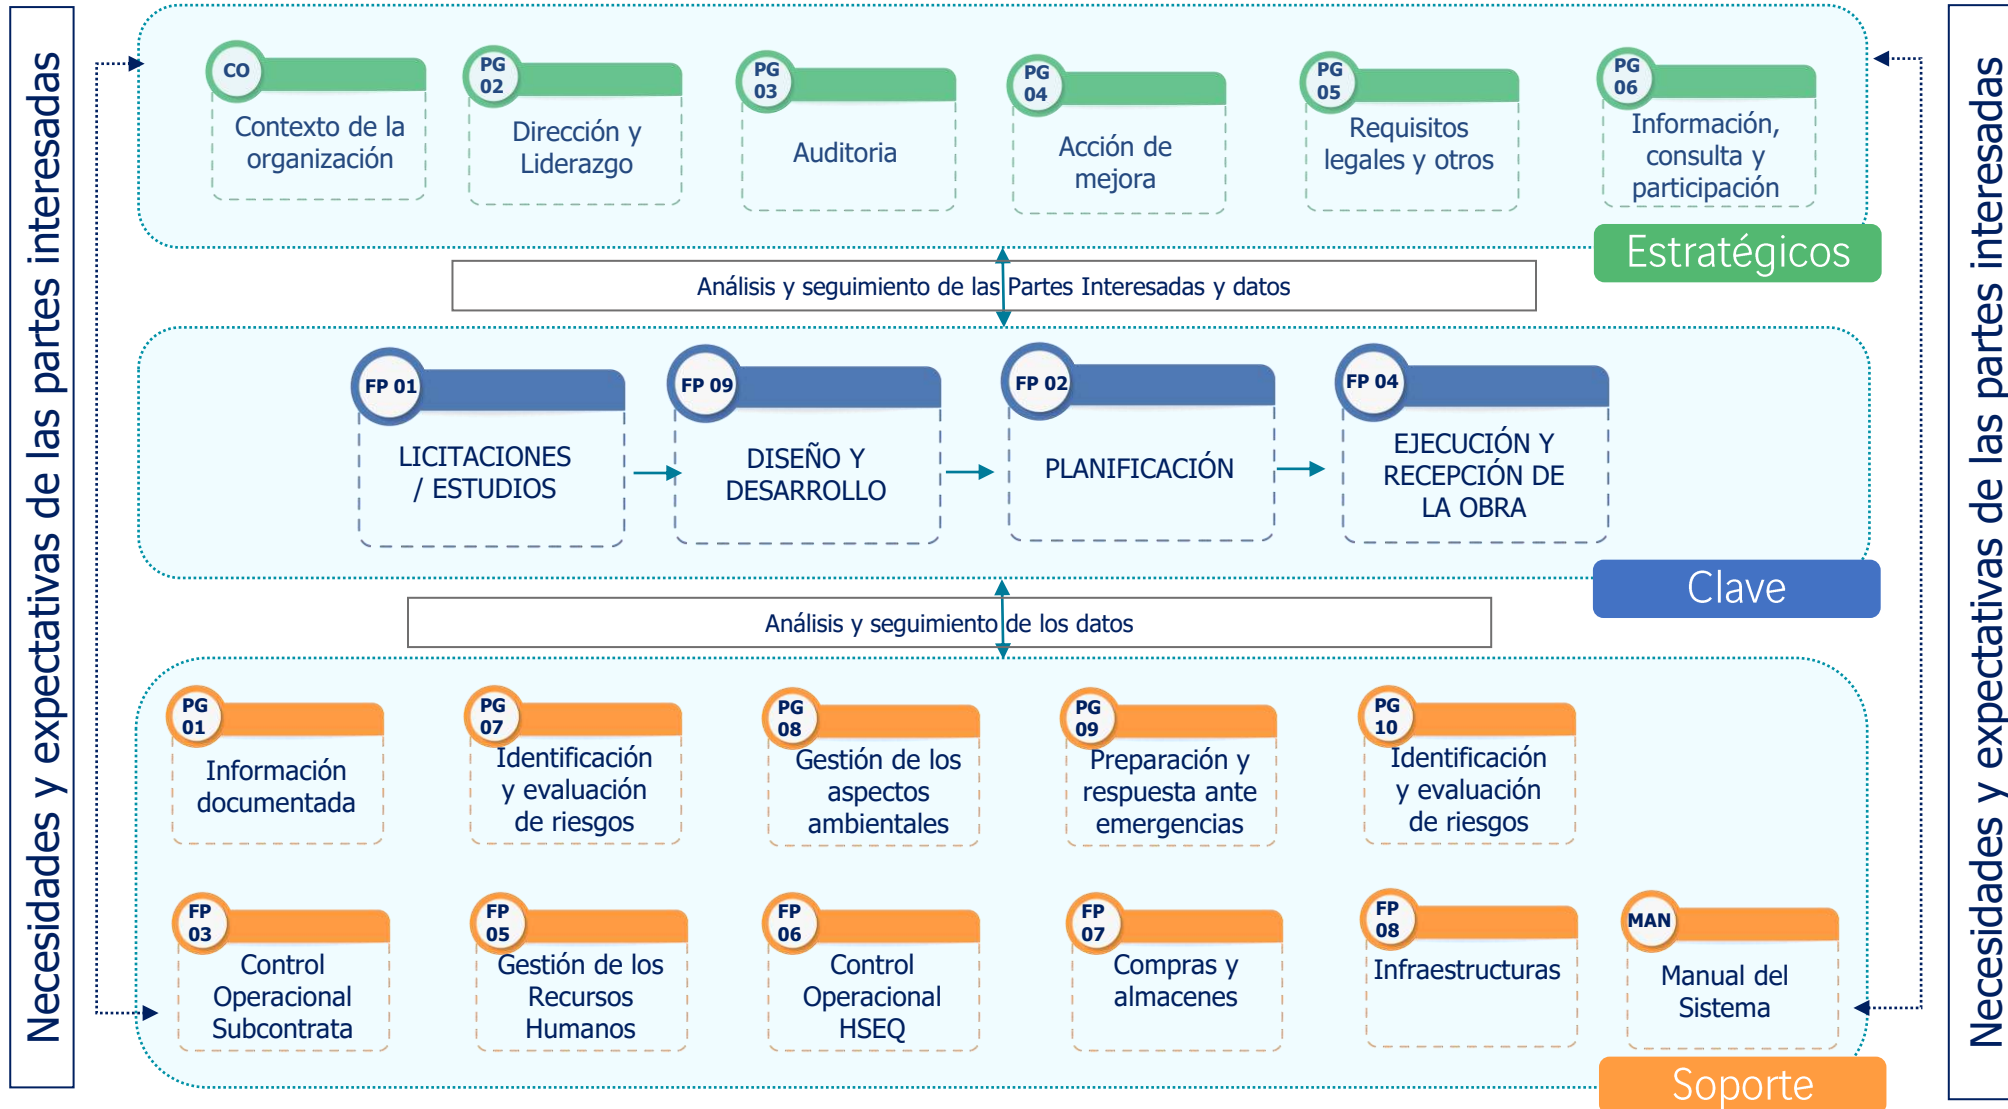 Necesidades y expectativas de las partes interesadas
CO
Contexto de la
organización
PG
02
Dirección y
Liderazgo
PG
03
Auditoria
PG
04
Acción de
mejora
PG
05
Requisitos
legales y otros
PG
06
Información,
consulta y
participación
Estratégicos
Análisis y seguimiento de las Partes Interesadas y datos
FP 01
LICITACIONES
/ ESTUDIOS
FP 09
DISEÑO Y
DESARROLLO
FP 02
PLANIFICACIÓN
FP 04
EJECUCIÓN Y
RECEPCIÓN DE
LA OBRA
Clave
Análisis y seguimiento de los datos
PG
01
Información
documentada
PG
07
Identificación
y evaluación
de riesgos
PG
08
Gestión de los
aspectos
ambientales
PG
09
Preparación y
respuesta ante
emergencias
PG
10
Identificación
y evaluación
de riesgos
FP
03
Control
Operacional
Subcontrata
FP
05
Gestión de los
Recursos
Humanos
FP
06
Control
Operacional
HSEQ
FP
07
Compras y
almacenes
FP
08
Infraestructuras
MAN
Manual del
Sistema
Soporte
Necesidades y expectativas de las partes interesadas